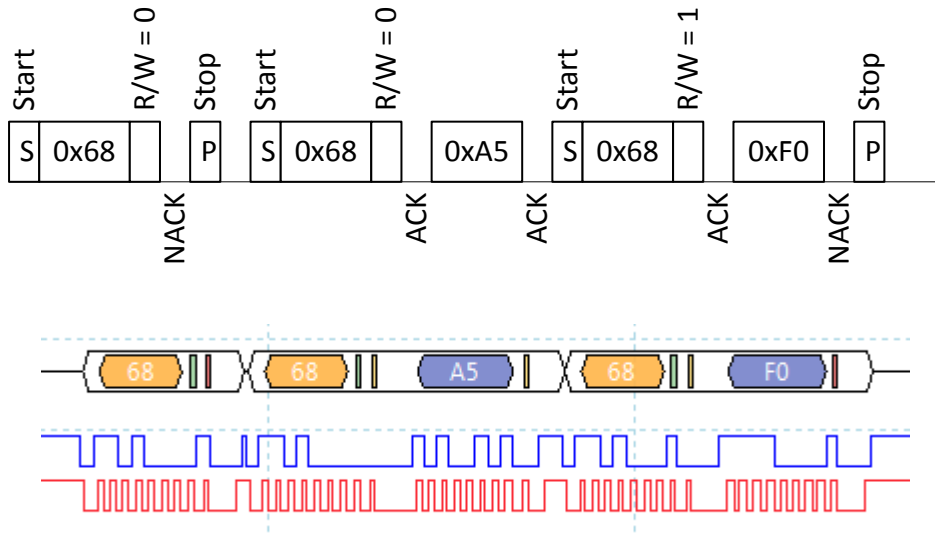 Start R/W = 0 Stop Start R/W = 0 Start R/W = 1 Stop
S 0x68 P S 0x68 0xA5 S 0x68 0xF0 P
NACK ACK ACK ACK NACK
68 68 A5 68 F0